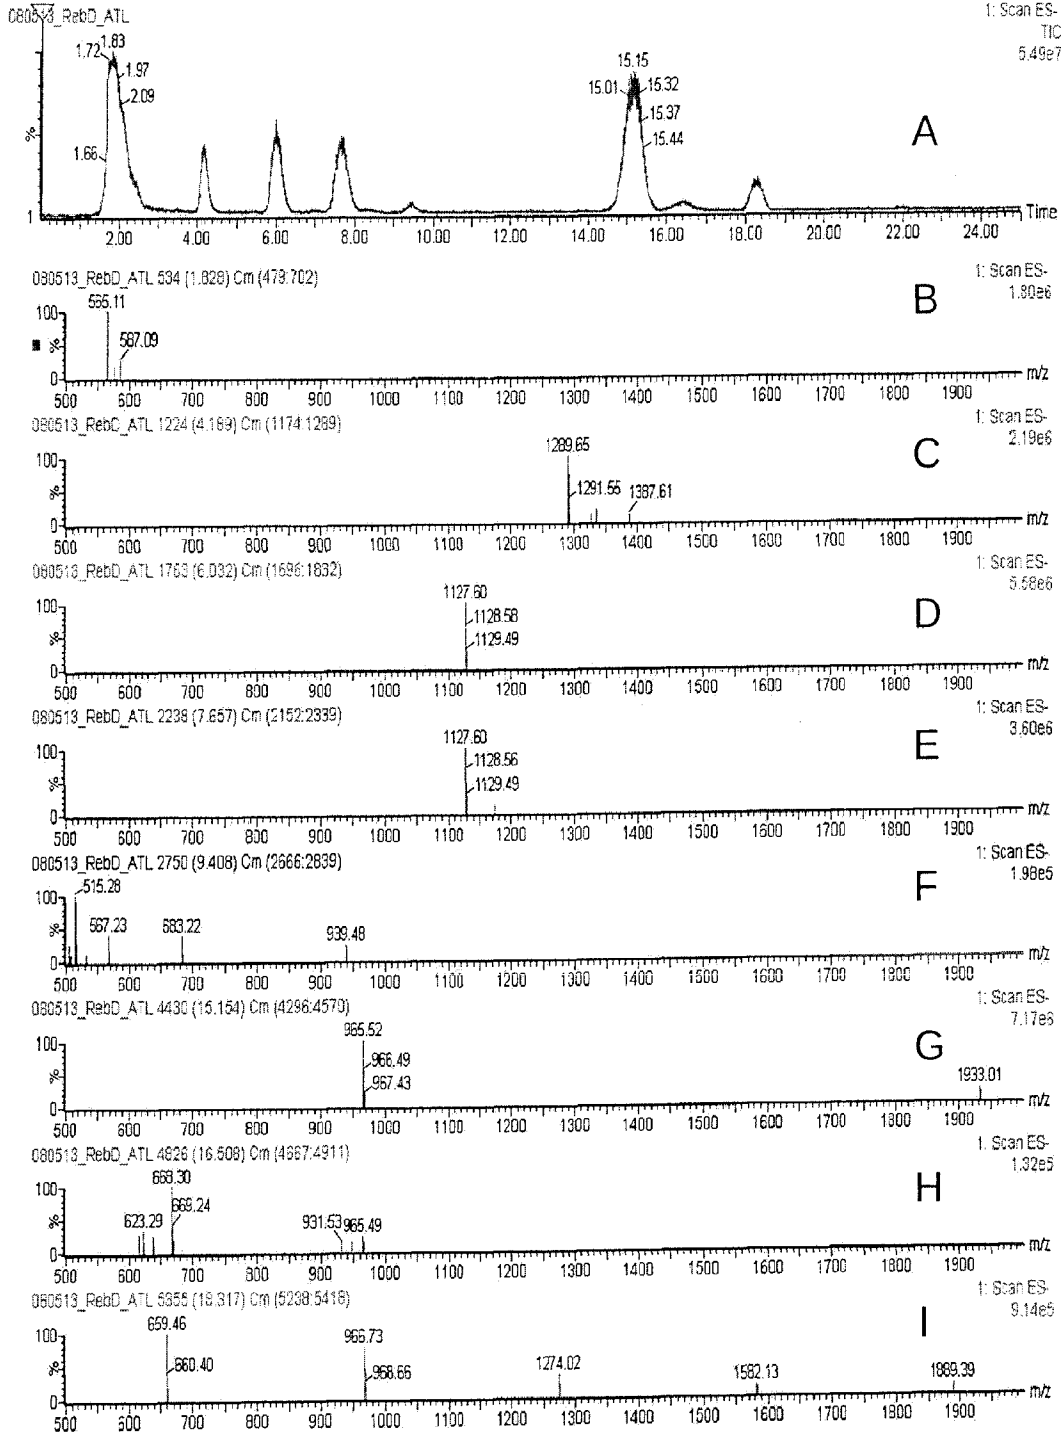 080513_RebD_ATL
1: Scan ES-
TIC
1.83
1.72
1.97
2.09
1.66
15.15
15.01
15.32
15.37
15.44
A
%
1
Time
2.00 4.00 6.00 8.00 10.00 12.00 14.00 16.00 18.00 20.00 22.00 24.00
080513_RebD_ATL 534 (1.828) Cm (479:702)
1: Scan ES-
1.80e6
B
565.11
587.09
100
%
0
m/z
500 600 700 800 900 1000 1100 1200 1300 1400 1500 1600 1700 1800 1900
080513_RebD_ATL 1224 (4.189) Cm (1174:1289)
1: Scan ES-
2.19e6
C
1289.65
1291.55
1387.61
100
%
0
m/z
500 600 700 800 900 1000 1100 1200 1300 1400 1500 1600 1700 1800 1900
080513_RebD_ATL 1763 (6.032) Cm (1696:1832)
1: Scan ES-
5.58e6
D
1127.60
1128.58
1129.49
100
%
0
m/z
500 600 700 800 900 1000 1100 1200 1300 1400 1500 1600 1700 1800 1900
080513_RebD_ATL 2238 (7.657) Cm (2152:2339)
1: Scan ES-
3.60e6
E
1127.60
1128.56
1129.49
100
%
0
m/z
500 600 700 800 900 1000 1100 1200 1300 1400 1500 1600 1700 1800 1900
080513_RebD_ATL 2750 (9.408) Cm (2666:2839)
1: Scan ES-
1.98e5
F
515.28
567.23
683.22
939.48
100
%
0
m/z
500 600 700 800 900 1000 1100 1200 1300 1400 1500 1600 1700 1800 1900
080513_RebD_ATL 4430 (15.154) Cm (4296:4570)
1: Scan ES-
7.17e6
G
965.52
966.49
967.43
1933.01
100
%
0
m/z
500 600 700 800 900 1000 1100 1200 1300 1400 1500 1600 1700 1800 1900
080513_RebD_ATL 4826 (16.508) Cm (4667:4911)
1: Scan ES-
1.32e5
H
668.30
669.24
623.29
931.53
965.49
100
%
0
m/z
500 600 700 800 900 1000 1100 1200 1300 1400 1500 1600 1700 1800 1900
080513_RebD_ATL 5355 (18.317) Cm (5238:5418)
1: Scan ES-
9.14e5
I
659.46
660.40
966.73
968.66
1274.02
1582.13
1889.39
100
%
0
m/z
500 600 700 800 900 1000 1100 1200 1300 1400 1500 1600 1700 1800 1900